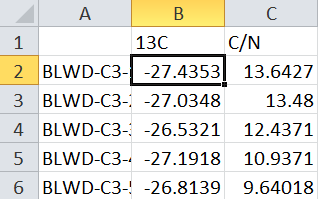 A B C
1 13C C/N
2 BLWD-C3- -27.4353 13.6427
3 BLWD-C3- -27.0348 13.48
4 BLWD-C3- -26.5321 12.4371
5 BLWD-C3- -27.1918 10.9371
6 BLWD-C3- -26.8139 9.64018